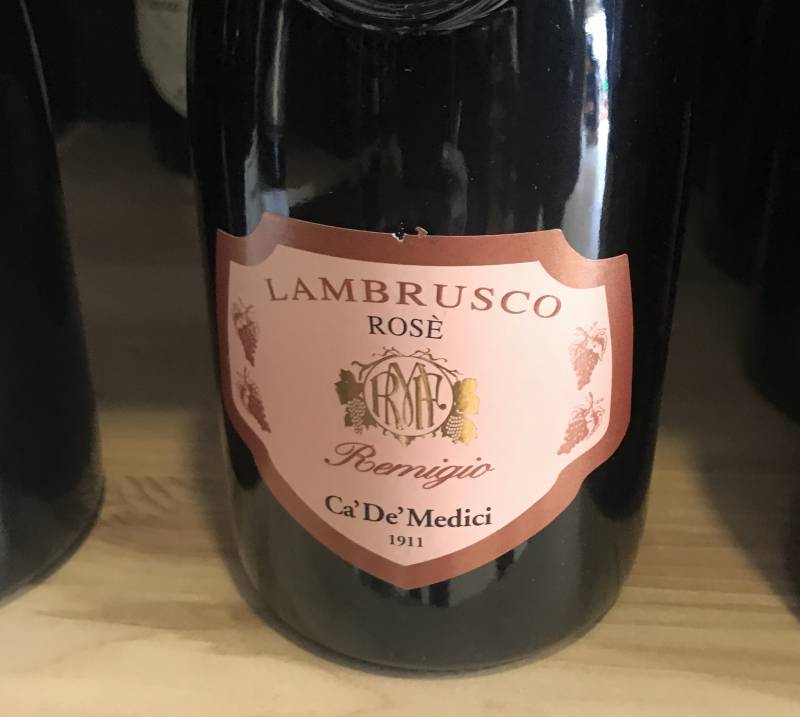 LAMBRUSCO
ROSÈ
Remigio
Ca'De'Medici
1911